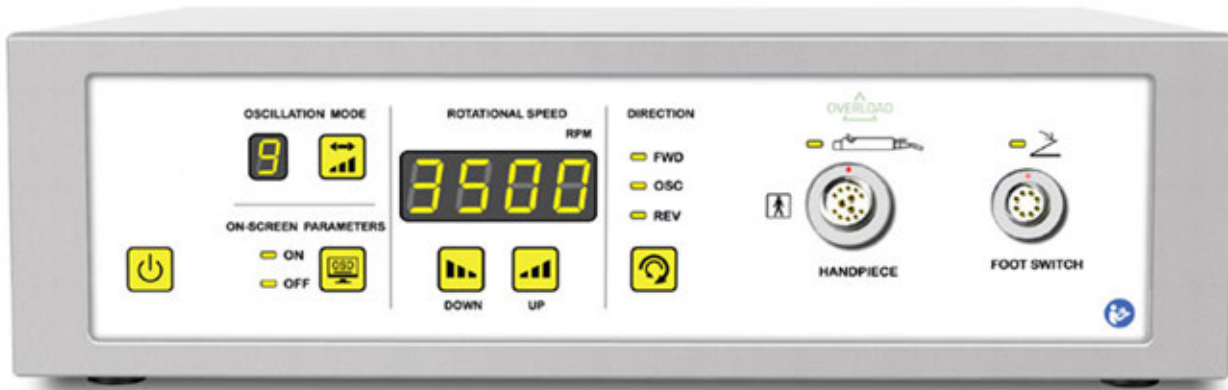 OSCILLATION MODE
9
ROTATIONAL SPEED
RPM
3500
DIRECTION
FWD
OSC
REV
OVERLOAD
ON-SCREEN PARAMETERS
ON
OFF
OSD
DOWN
UP
HANDPIECE
FOOT SWITCH